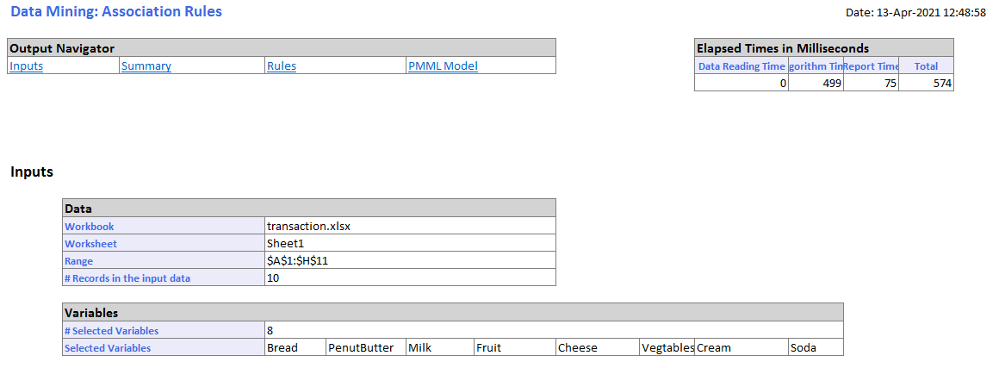 Data Mining: Association Rules Date: 13-Apr-2021 12:48:58
Output Navigator Elapsed Times in Milliseconds
Inputs Summary Rules PMML Model Data Reading Time gorithm Tim Report Time Total
0 499 75 574
Inputs
Data
Workbook transaction.xlsx
Worksheet Sheet1
Range $A$1:$H$11
# Records in the input data 10
Variables
# Selected Variables 8
Selected Variables Bread PenutButter Milk Fruit Cheese Vegtables Cream Soda